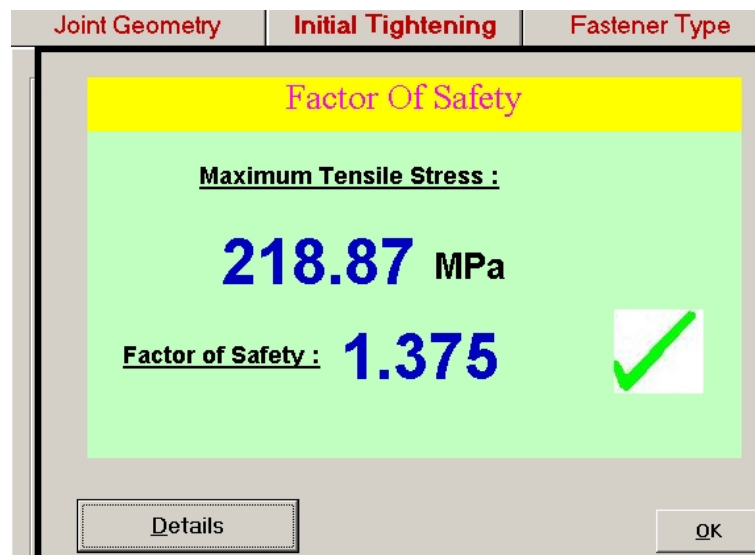 Joint Geometry Initial Tightening Fastener Type
Factor Of Safety
Maximum Tensile Stress :
218.87 MPa
Factor of Safety : 1.375
Details
OK